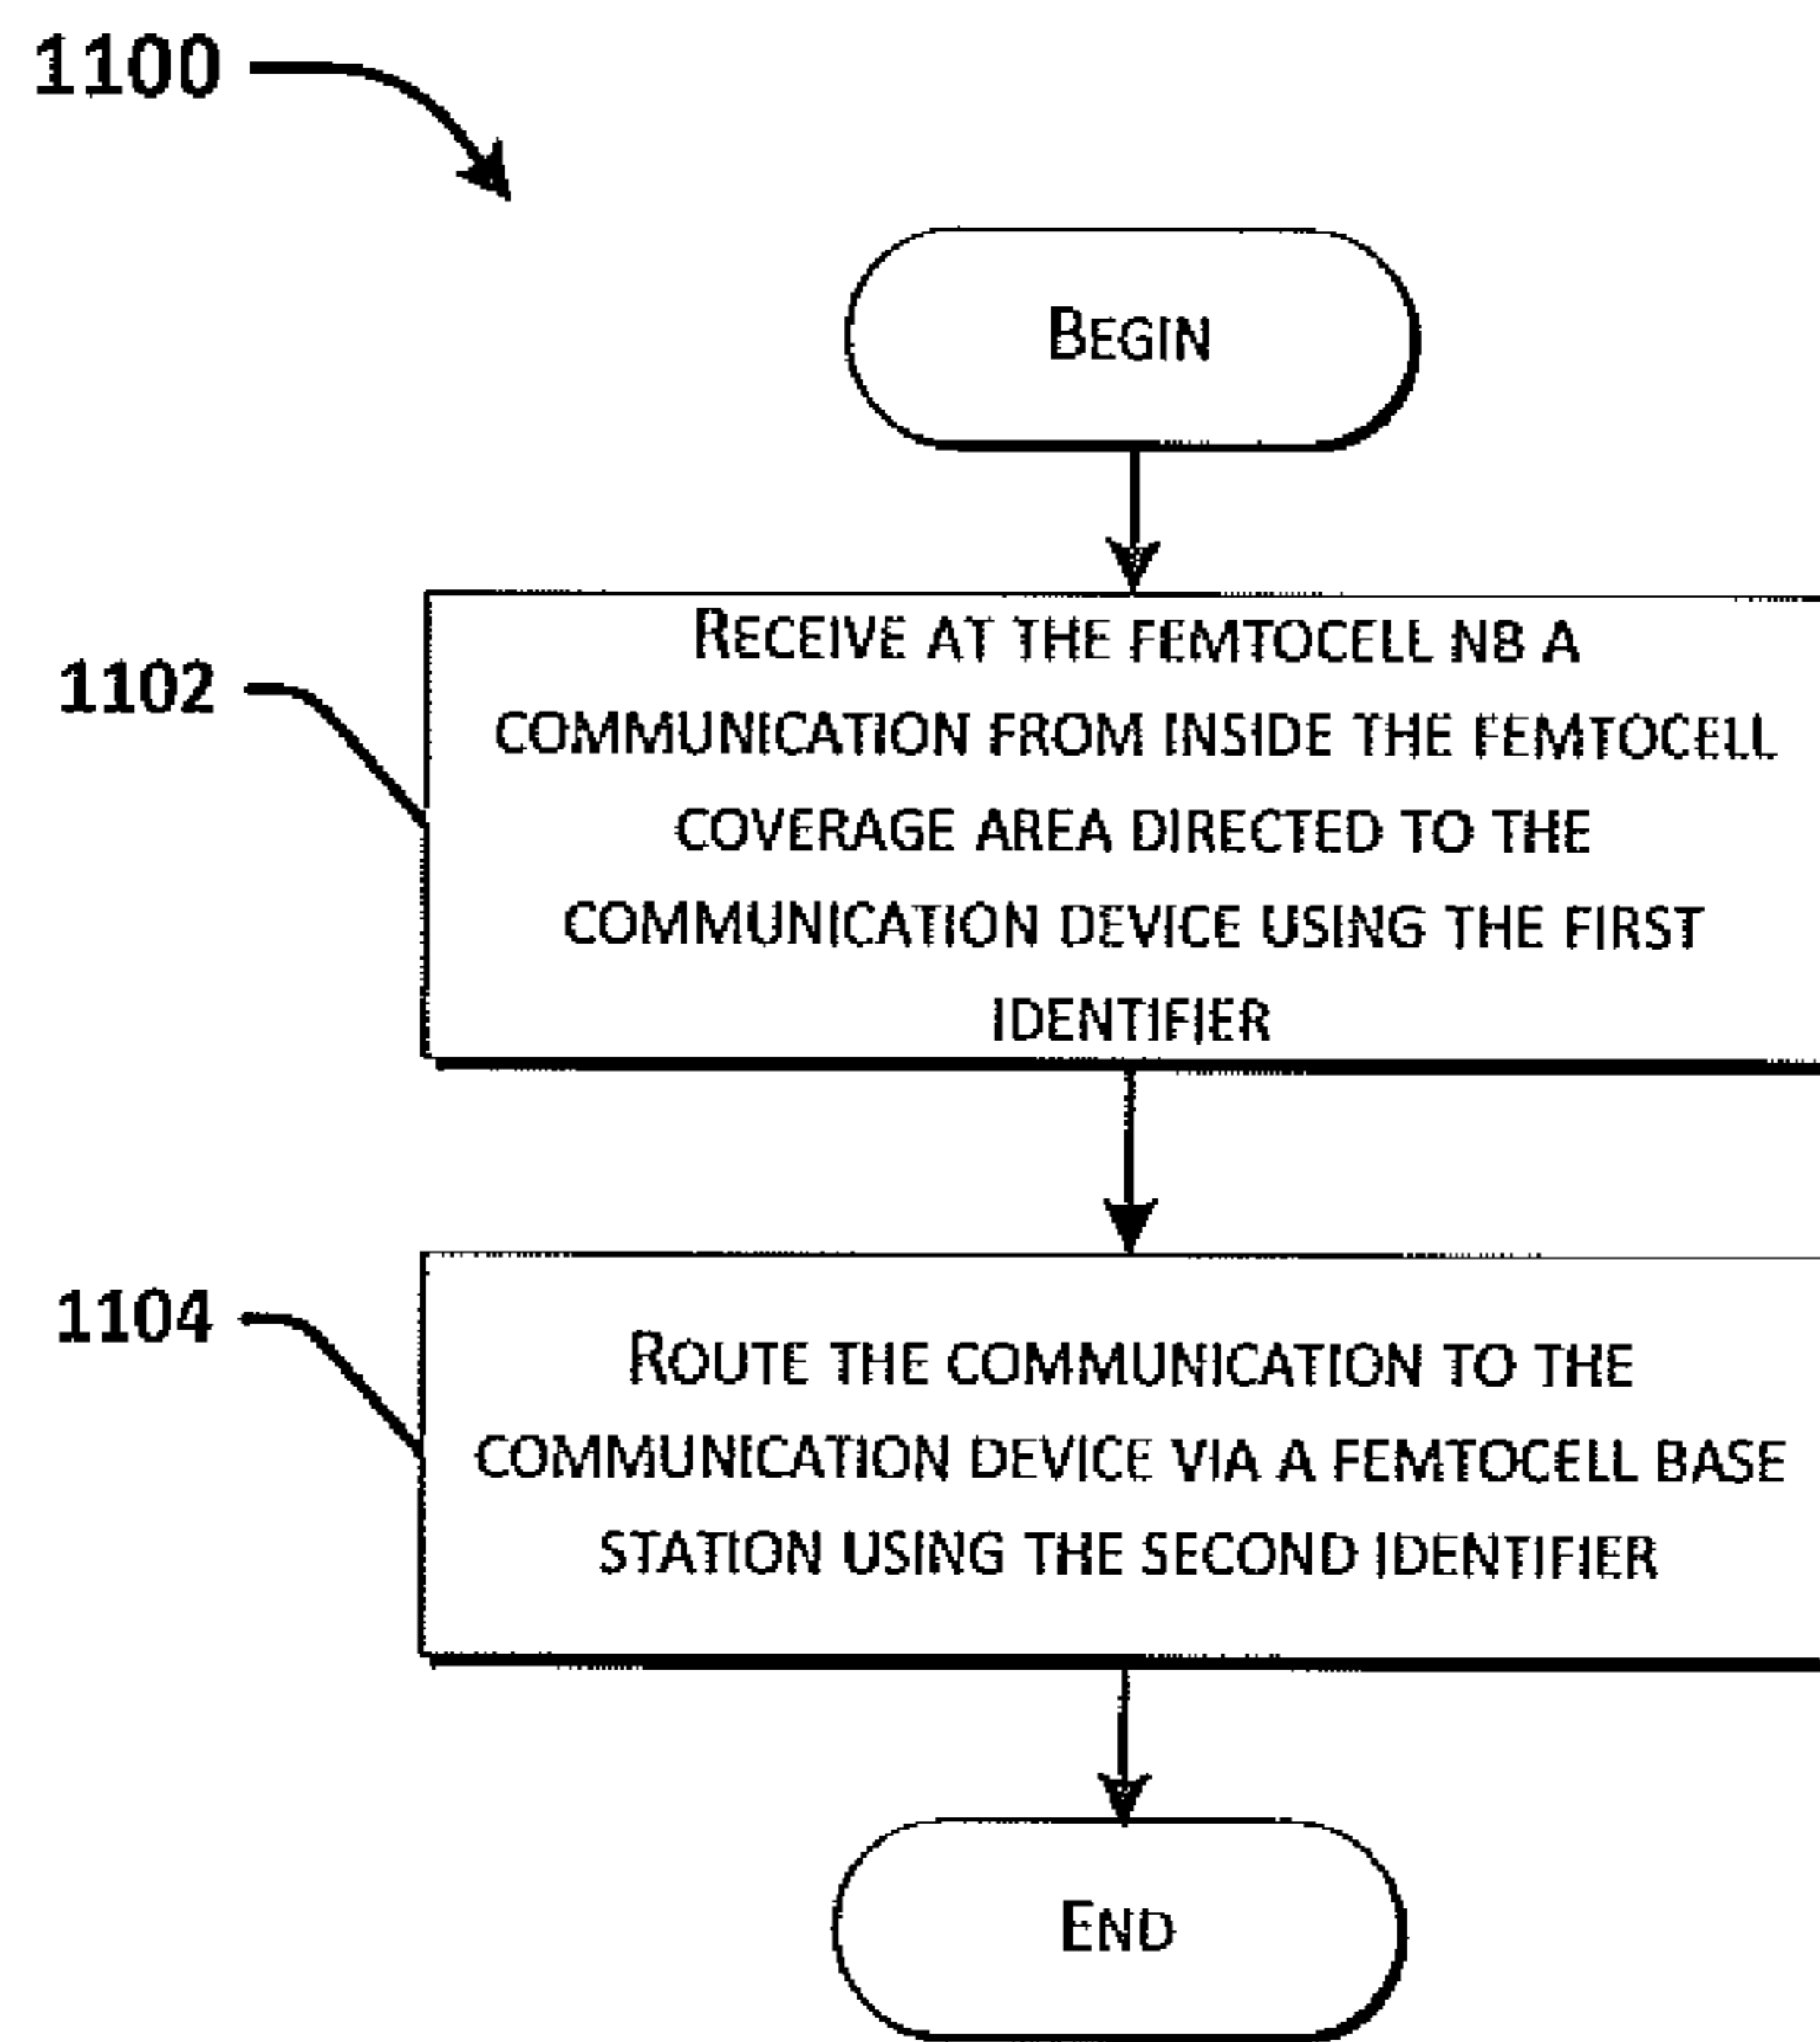 1100
BEGIN
1102
RECEIVE AT THE FEMTOCELL NB A
COMMUNICATION FROM INSIDE THE FEMTOCELL
COVERAGE AREA DIRECTED TO THE
COMMUNICATION DEVICE USING THE FIRST
IDENTIFIER
1104
ROUTE THE COMMUNICATION TO THE
COMMUNICATION DEVICE VIA A FEMTOCELL BASE
STATION USING THE SECOND IDENTIFIER
END